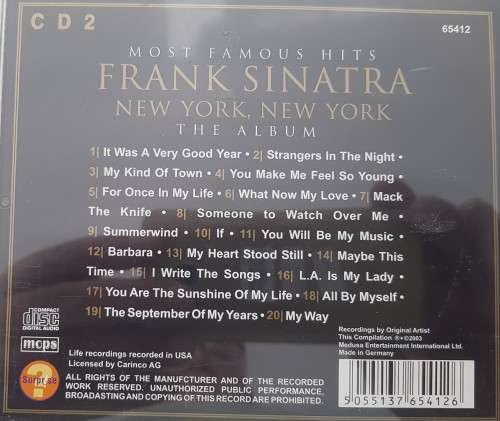 CD2
65412
MOST FAMOUS HITS
FRANK SINATRA
NEW YORK, NEW YORK
THE ALBUM
1| It Was A Very Good Year • 2| Strangers In The Night •
3| My Kind Of Town • 4| You Make Me Feel So Young •
5| For Once In My Life • 6| What Now My Love • 7| Mack
The Knife • 8| Someone to Watch Over Me •
9| Summerwind • 10| If • 11| You Will Be My Music •
12| Barbara • 13| My Heart Stood Still • 14| Maybe This
Time • 15| I Write The Songs • 16| L.A. Is My Lady •
17| You Are The Sunshine Of My Life • 18| All By Myself •
19| The September Of My Years • 20| My Way
COMPACT
disc
DIGITAL AUDIO
mcps
Surprise
?
Life recordings recorded in USA
Licensed by Carinco AG
Recordings by Original Artist
This Compilation ℗+©2003
Medusa Entertainment International Ltd.
Made in Germany
ALL RIGHTS OF THE MANUFCTURER AND OF THE RECORDED
WORK RESERVED. UNAUTHORIZED PUBLIC PERFORMANCE.
BROADASTING AND COPYING OF THIS RECORD ARE PROHIBITED.
5 055137 654126